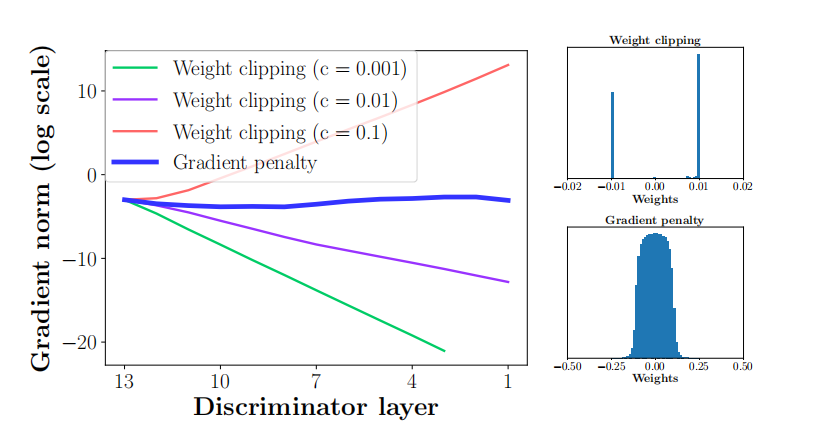 Gradient norm (log scale)
10
0
−10
−20
Weight clipping (c = 0.001)
Weight clipping (c = 0.01)
Weight clipping (c = 0.1)
Gradient penalty
13 10 7 4 1
Discriminator layer
Weight clipping
−0.02 −0.01 0.00 0.01 0.02
Weights
Gradient penalty
−0.50 −0.25 0.00 0.25 0.50
Weights